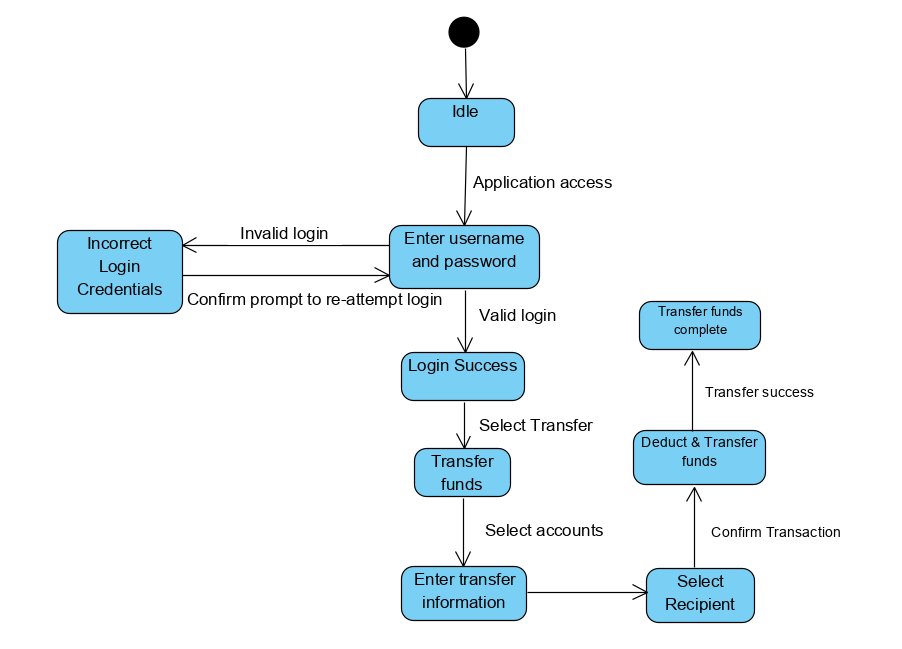 Idle
Application access
Enter username
and password
Invalid login
Incorrect
Login
Credentials
Confirm prompt to re-attempt login
Valid login
Login Success
Select Transfer
Transfer
funds
Select accounts
Enter transfer
information
Select
Recipient
Confirm Transaction
Deduct & Transfer
funds
Transfer success
Transfer funds
complete